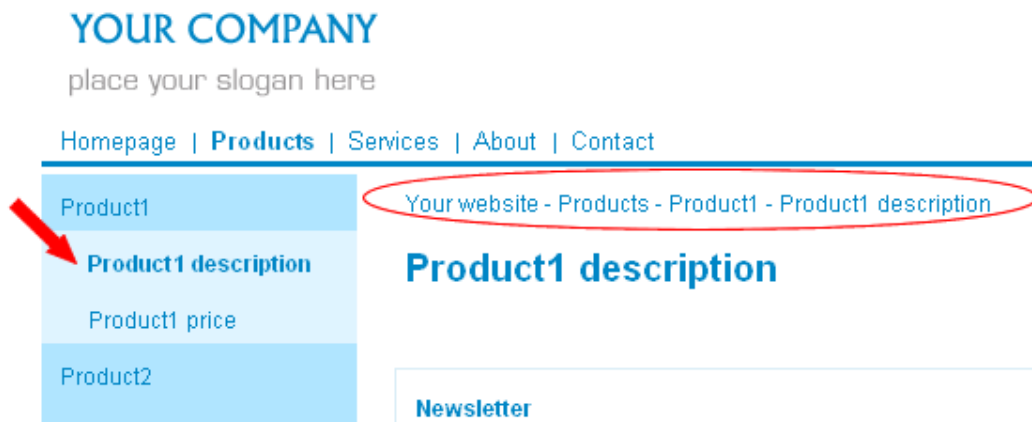 YOUR COMPANY
place your slogan here
Homepage | Products | Services | About | Contact
Product1
Product1 description
Product1 price
Product2
Your website - Products - Product1 - Product1 description
Product1 description
Newsletter